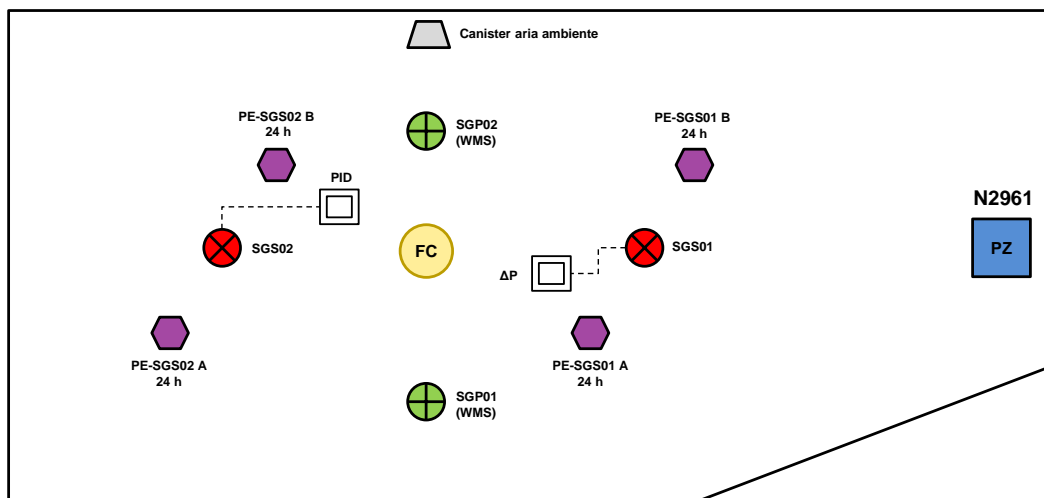 Canister aria ambiente
PE-SGS02 B
24 h
SGP02
(WMS)
PE-SGS01 B
24 h
PID
N2961
SGS02
FC
SGS01
PZ
ΔP
PE-SGS02 A
24 h
PE-SGS01 A
24 h
SGP01
(WMS)